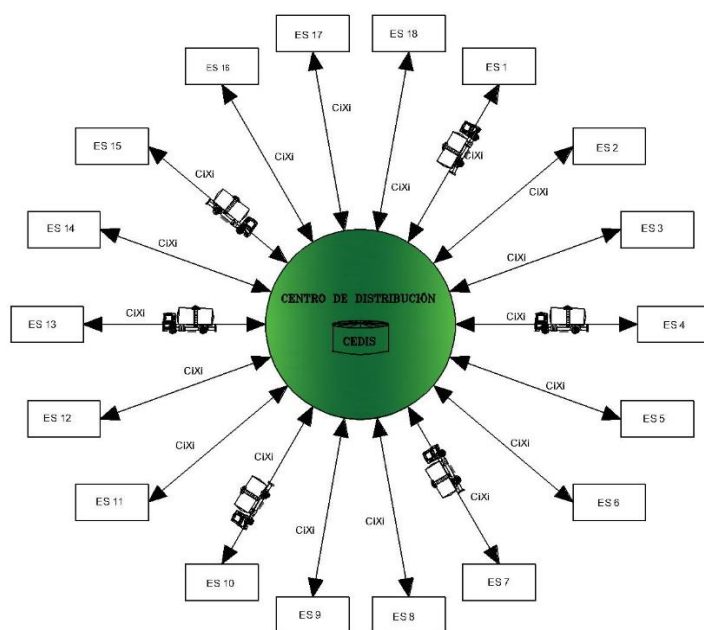 ES 17
ES 18
ES 16
ES 1
CiXi
ES 15
CiXi
CiXi
ES 2
CiXi
CiXi
CiXi
ES 14
CiXi
CiXi
ES 3
CiXi
CENTRO DE DISTRIBUCIÓN
ES 13
CiXi
CiXi
ES 4
CEDIS
CiXi
CiXi
ES 12
ES 5
CiXi
CiXi
CiXi
CiXi
ES 11
ES 6
CiXi
CiXi
ES 10
ES 7
ES 9
ES 8